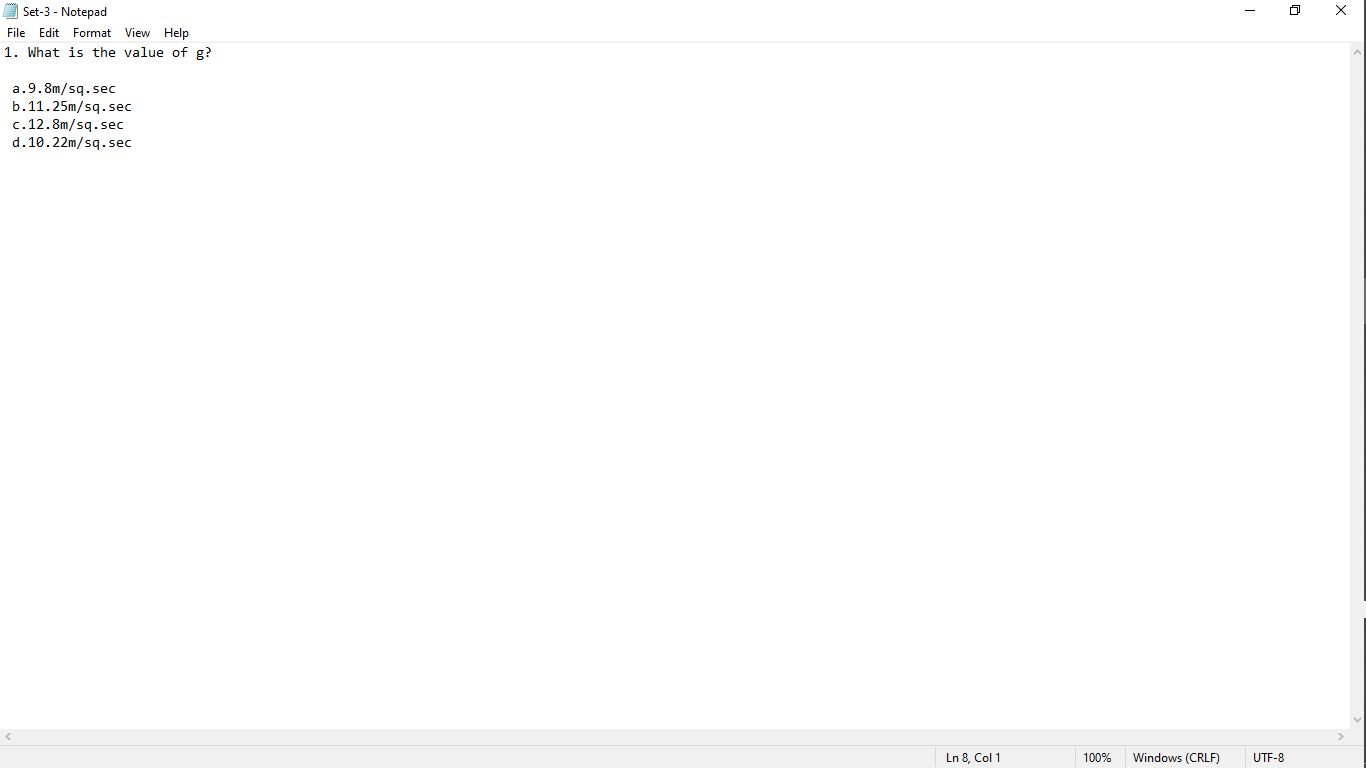 Set-3 - Notepad
File Edit Format View Help
1. What is the value of g?
a.9.8m/sq.sec
b.11.25m/sq.sec
c.12.8m/sq.sec
d.10.22m/sq.sec
Ln 8, Col 1 100% Windows (CRLF) UTF-8